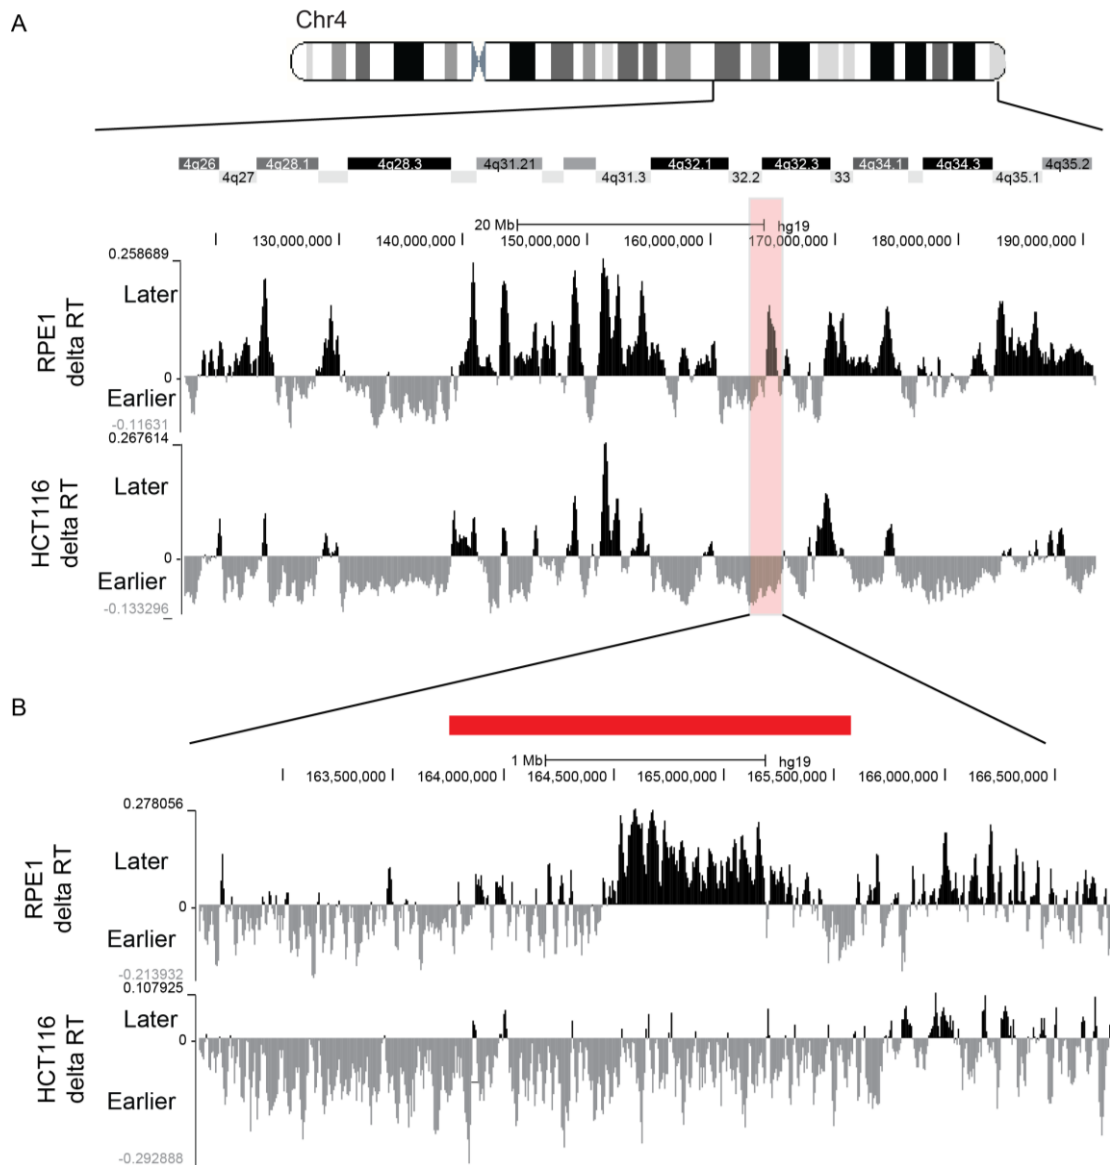 A
Chr4
4q26 4q28.1 4q28.3 4q31.21 4q32.1 4q32.3 4q34.1 4q34.3 4q35.2
4q27 4q31.3 32.2 33 4q35.1
20 Mb hg19
130,000,000 140,000,000 150,000,000 160,000,000 170,000,000 180,000,000 190,000,000
0.258689
Later
RPE1
delta RT
0
Earlier
-0.11631
0.267614
Later
HCT116
delta RT
0
Earlier
-0.133296
B
1 Mb hg19
163,500,000 164,000,000 164,500,000 165,000,000 165,500,000 166,000,000 166,500,000
0.278056
Later
RPE1
delta RT
0
Earlier
-0.213932
0.107925
Later
HCT116
delta RT
0
Earlier
-0.292888